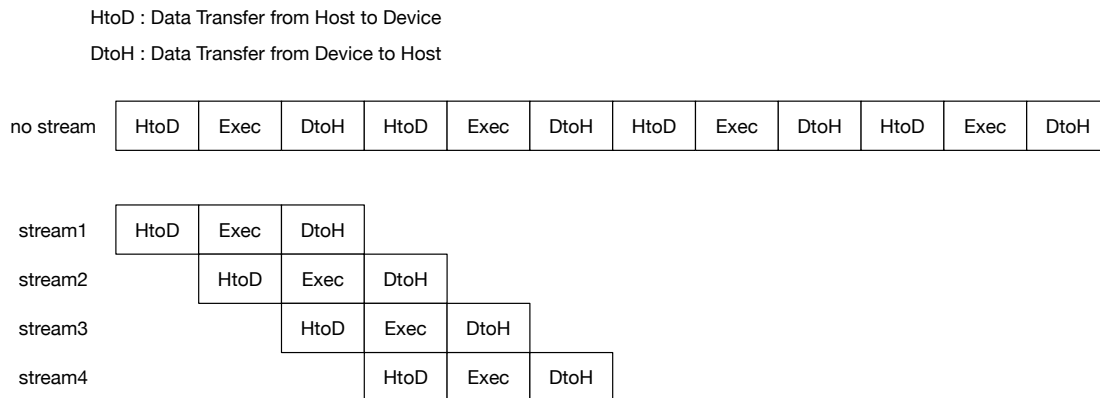 HtoD : Data Transfer from Host to Device
DtoH : Data Transfer from Device to Host
no stream HtoD Exec DtoH HtoD Exec DtoH HtoD Exec DtoH HtoD Exec DtoH
stream1 HtoD Exec DtoH
stream2 HtoD Exec DtoH
stream3 HtoD Exec DtoH
stream4 HtoD Exec DtoH